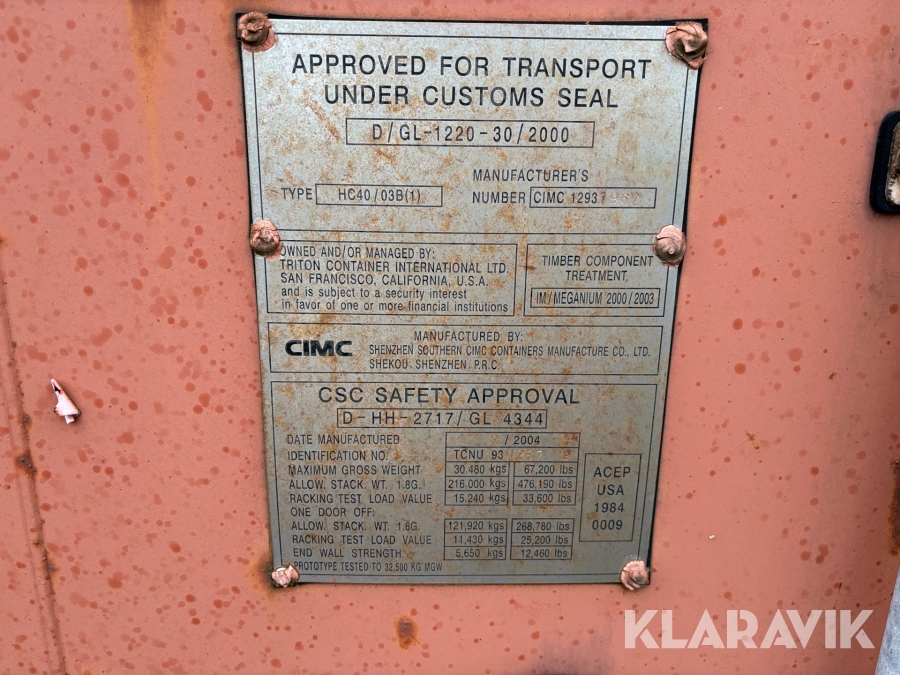 APPROVED FOR TRANSPORT
UNDER CUSTOMS SEAL
D/GL-1220-30/2000
MANUFACTURER'S
TYPE HC40/03B(1) NUMBER CIMC 1293
OWNED AND/OR MANAGED BY:
TRITON CONTAINER INTERNATIONAL LTD.
SAN FRANCISCO, CALIFORNIA, U.S.A.
and is subject to a security interest
in favor of one or more financial institutions
TIMBER COMPONENT
TREATMENT
IM/MEGANIUM 2000/2003
CIMC
MANUFACTURED BY:
SHENZHEN SOUTHERN CIMC CONTAINERS MANUFACTURE CO., LTD.
SHEKOU, SHENZHEN, P.R.C.
CSC SAFETY APPROVAL
D-HH-2717/GL 4344
DATE MANUFACTURED / 2004
IDENTIFICATION NO. TCNU 93
MAXIMUM GROSS WEIGHT 30.480 kgs 67,200 lbs
ALLOW. STACK. WT. 1.8G. 216.000 kgs 476,190 lbs
RACKING TEST LOAD VALUE 15.240 kgs 33,600 lbs
ONE DOOR OFF:
ALLOW. STACK. WT. 1.8G. 121,920 kgs 268,780 lbs
RACKING TEST LOAD VALUE 11,430 kgs 25,200 lbs
END WALL STRENGTH 5,650 kgs 12,460 lbs
PROTOTYPE TESTED TO 32,500 KG MGW
ACEP
USA
1984
0009
KLARAVIK